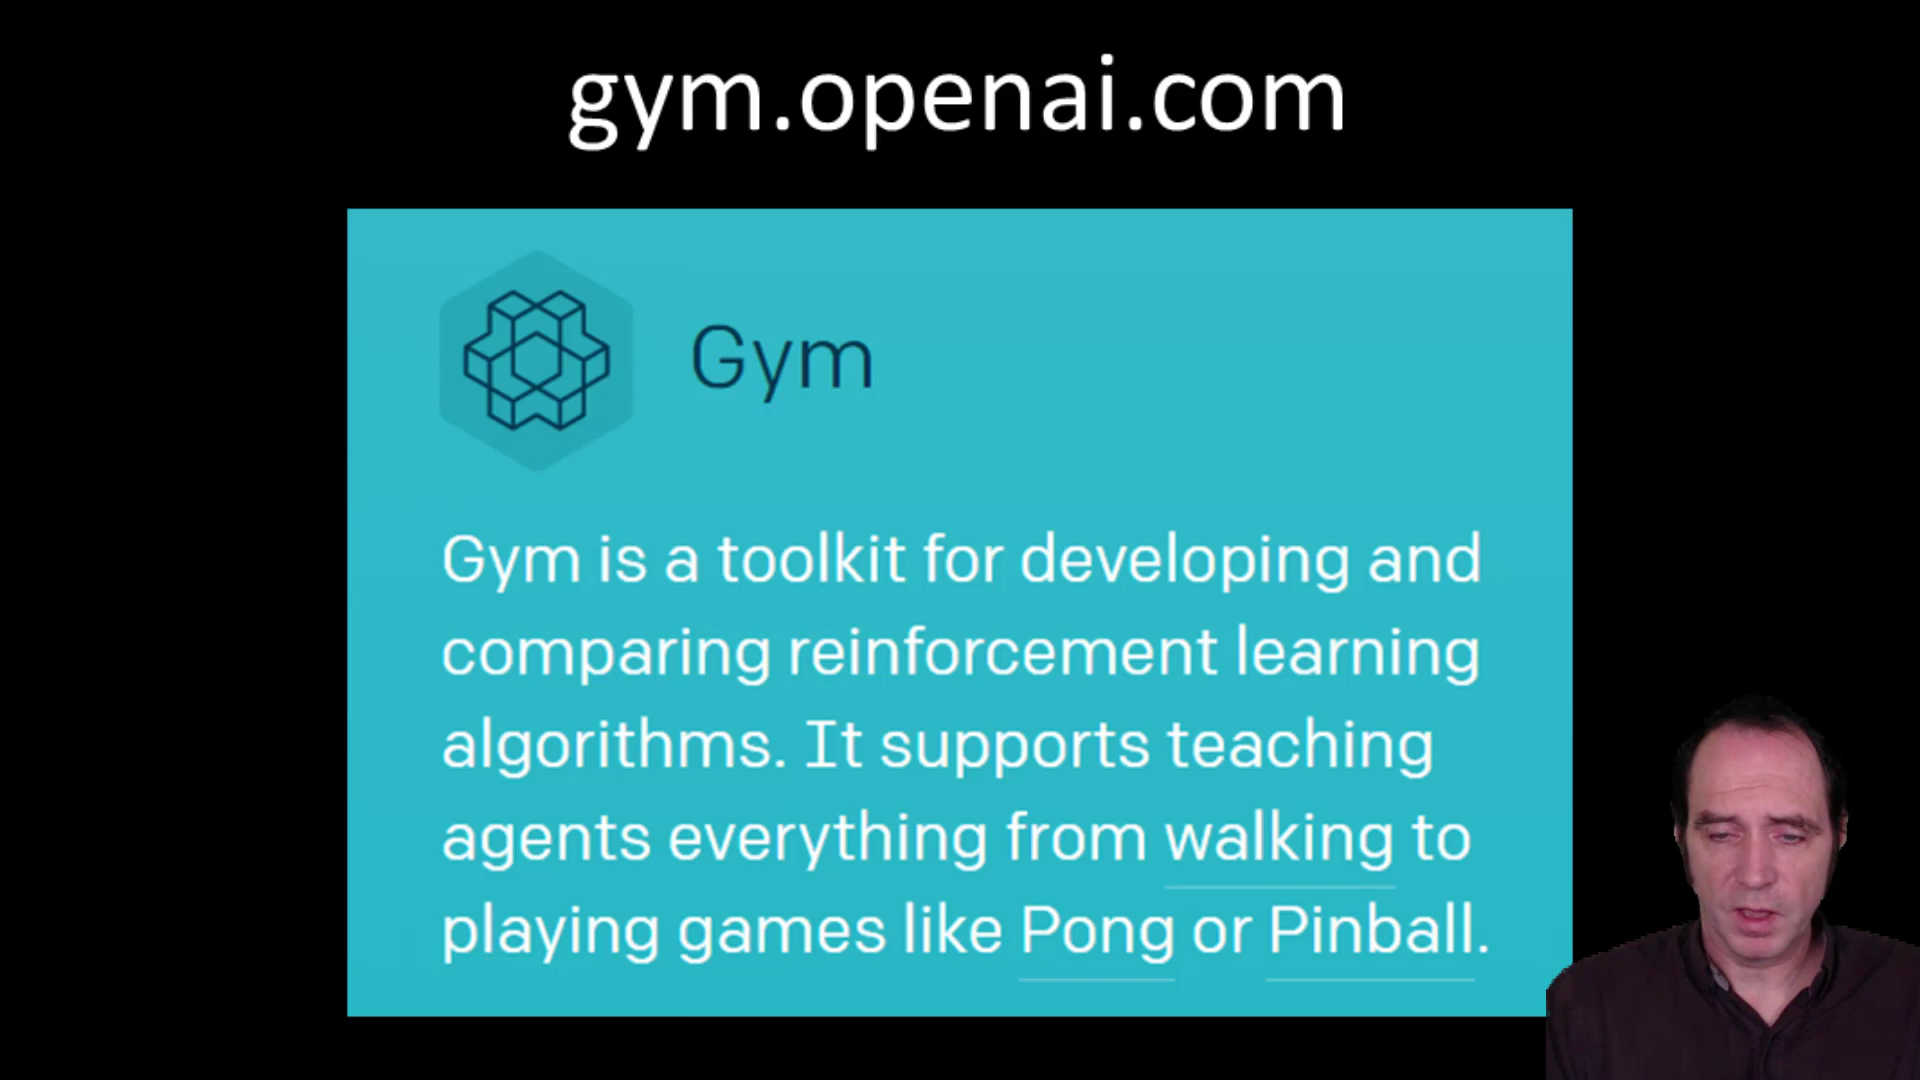 gym.openai.com
Gym
Gym is a toolkit for developing and
comparing reinforcement learning
algorithms. It supports teaching
agents everything from walking to
playing games like Pong or Pinball.